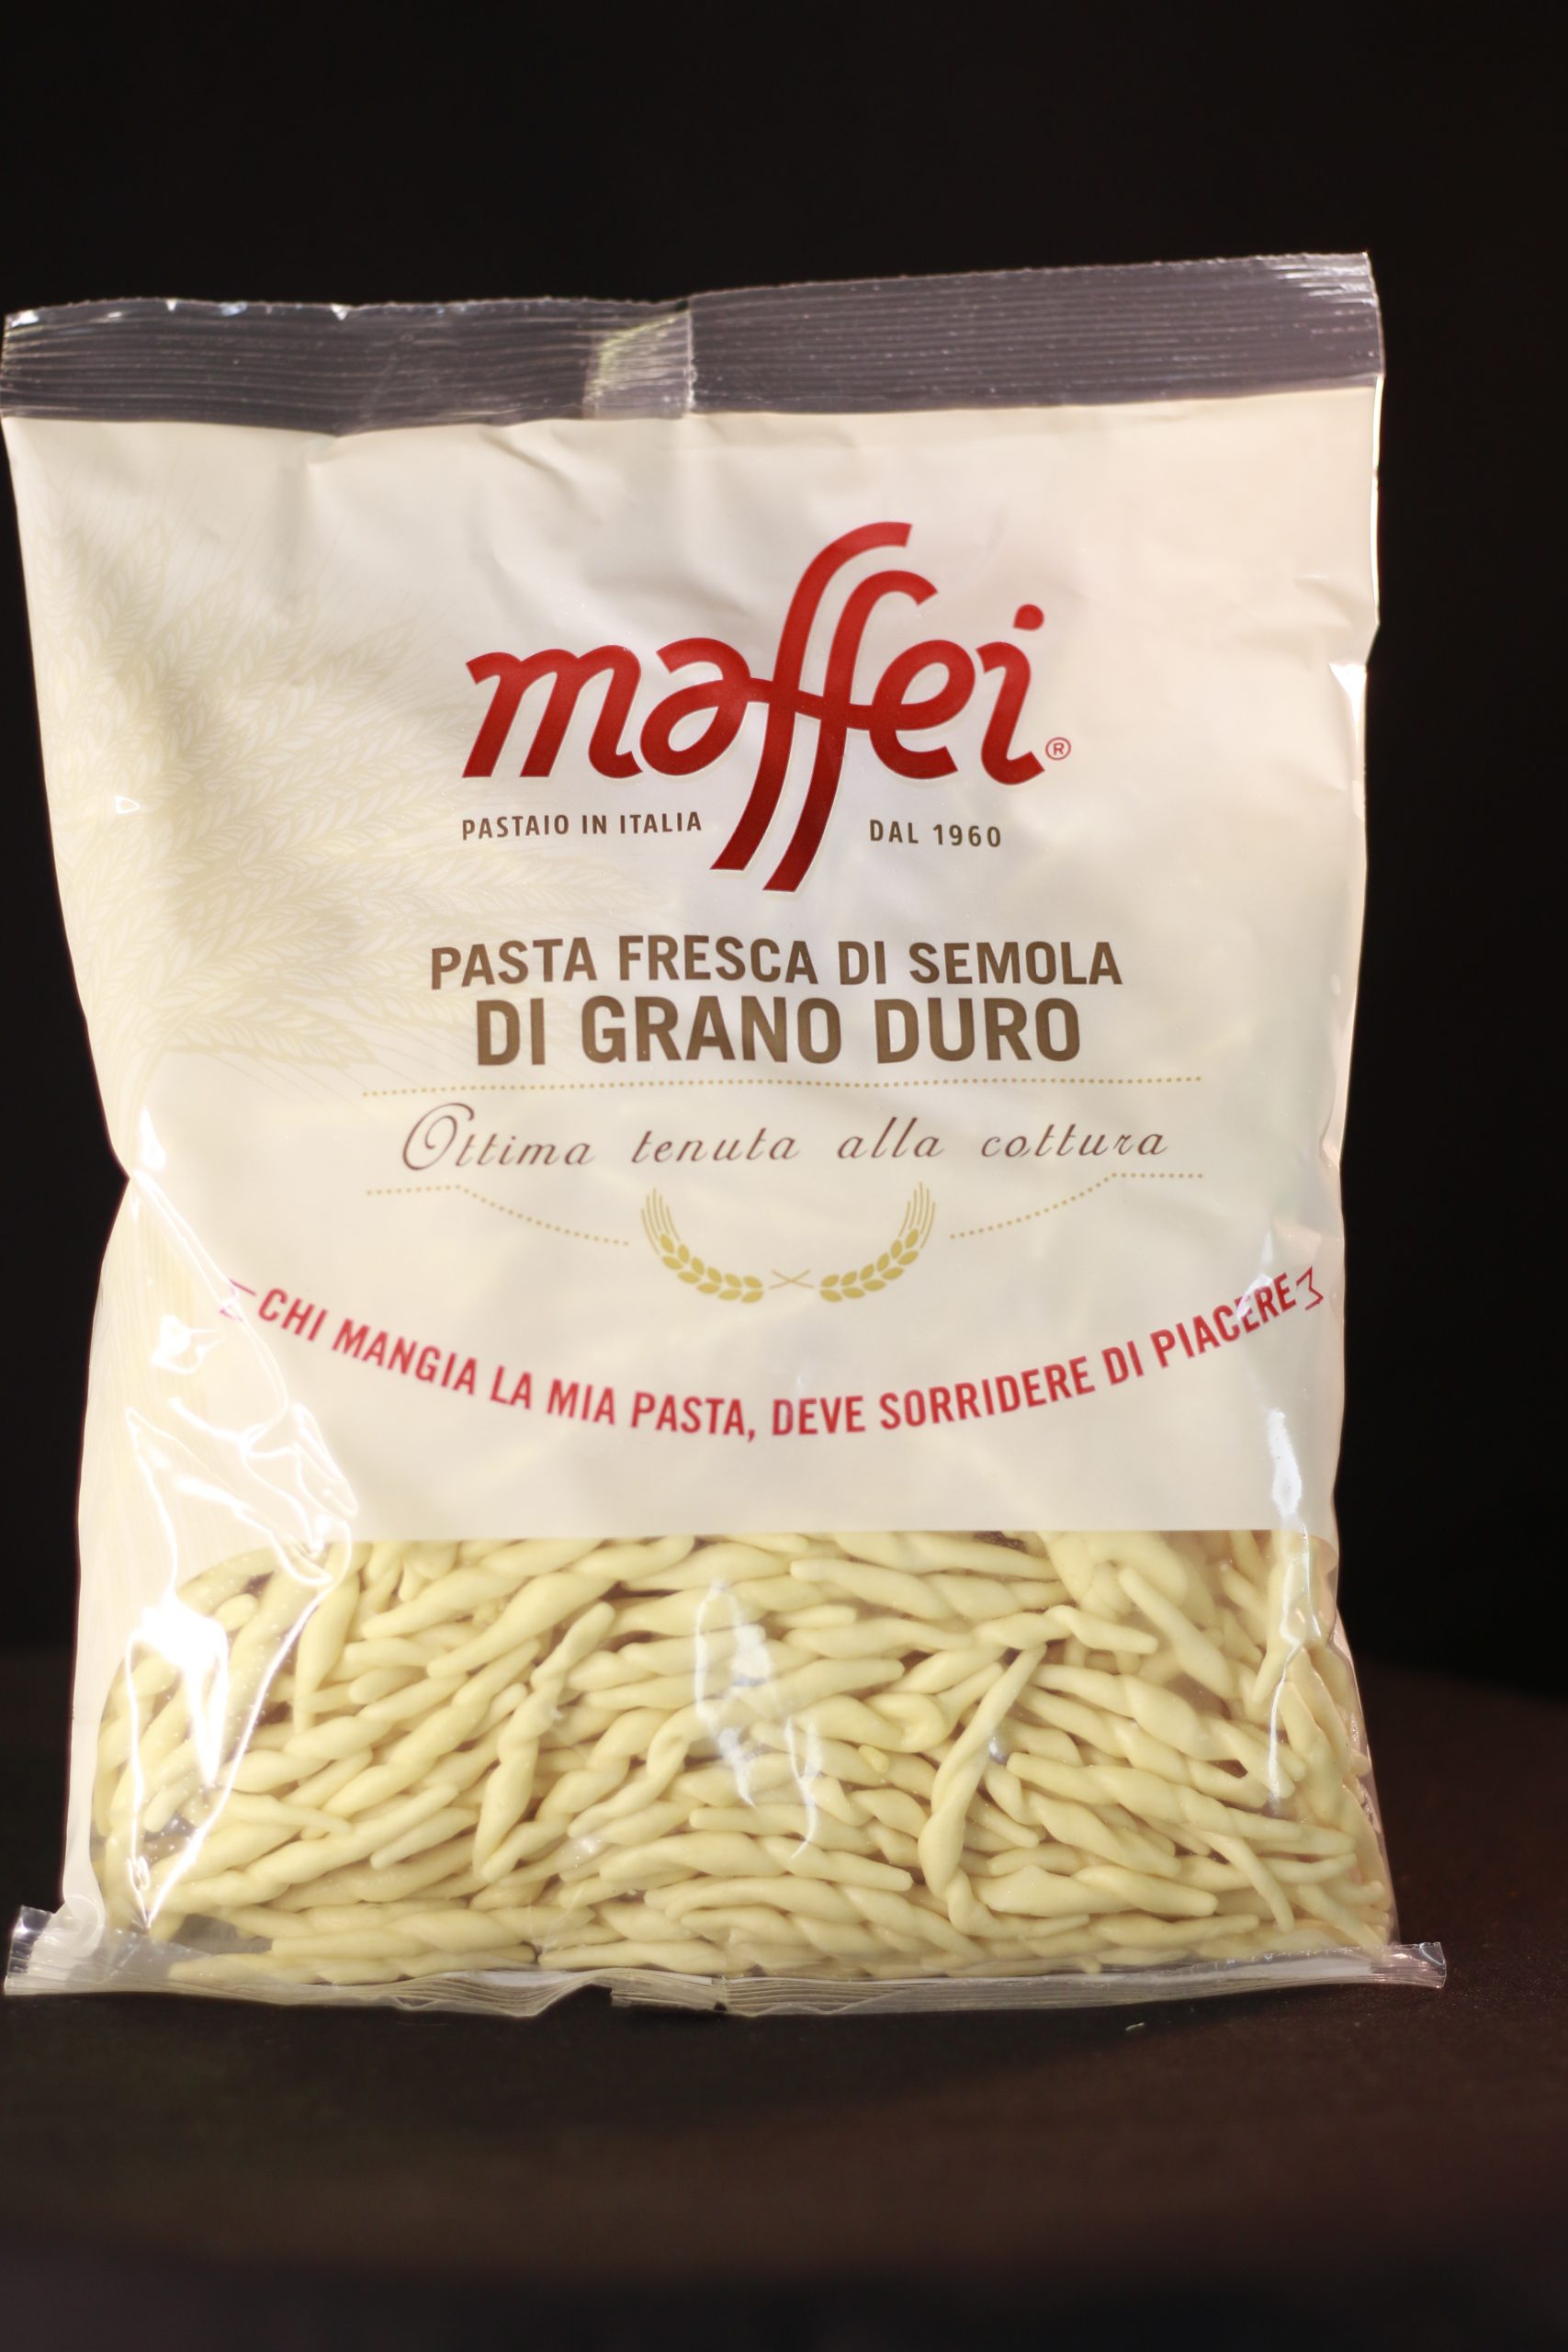 maffei®
PASTAIO IN ITALIA DAL 1960
PASTA FRESCA DI SEMOLA
DI GRANO DURO
Ottima tenuta alla cottura
CHI MANGIA LA MIA PASTA, DEVE SORRIDERE DI PIACERE